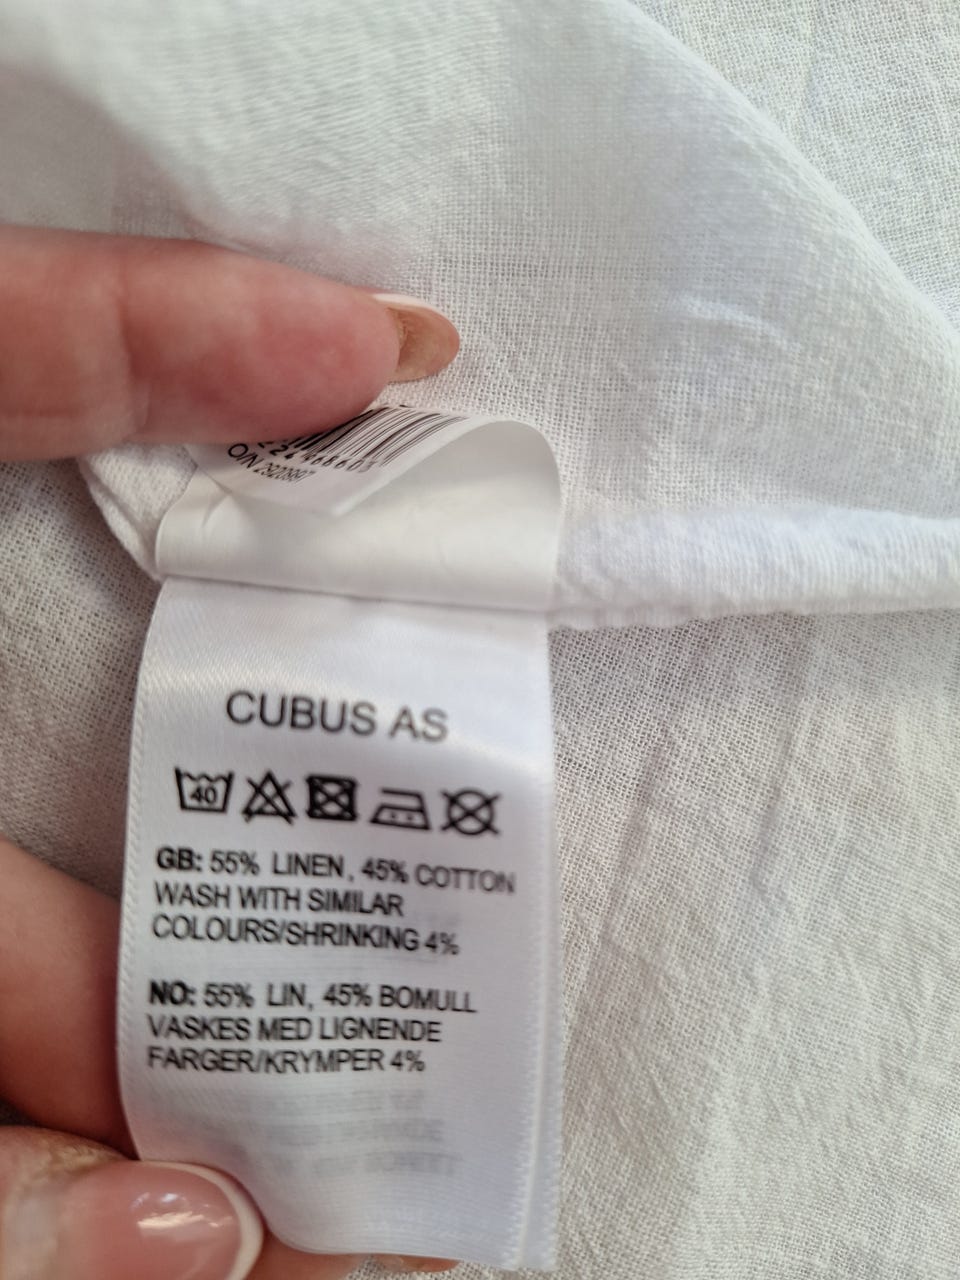 O/N 2920897
CUBUS AS
40
GB: 55% LINEN, 45% COTTON
WASH WITH SIMILAR
COLOURS/SHRINKING 4%
NO: 55% LIN, 45% BOMULL
VASKES MED LIGNENDE
FARGER/KRYMPER 4%